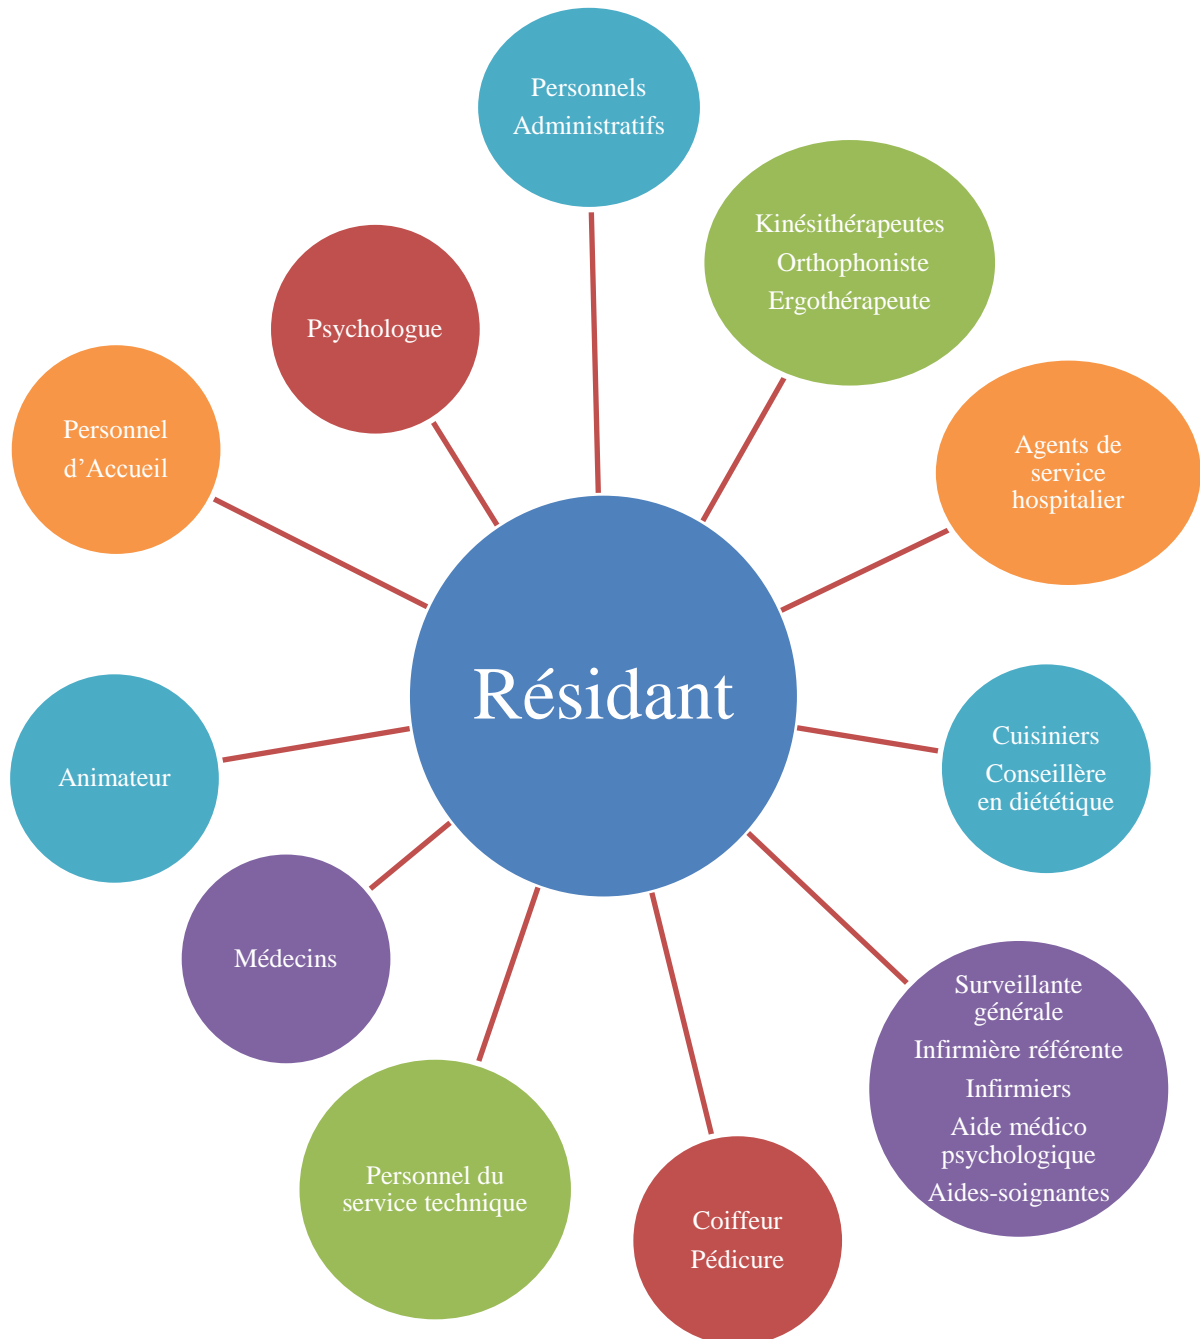 Personnels
Administratifs
Kinésithérapeutes
Orthophoniste
Ergothérapeute
Psychologue
Personnel
d’Accueil
Agents de
service
hospitalier
Résidant
Cuisiniers
Conseillère
en diététique
Animateur
Médecins
Surveillante
générale
Infirmière référente
Infirmiers
Aide médico
psychologique
Aides-soignantes
Personnel du
service technique
Coiffeur
Pédicure